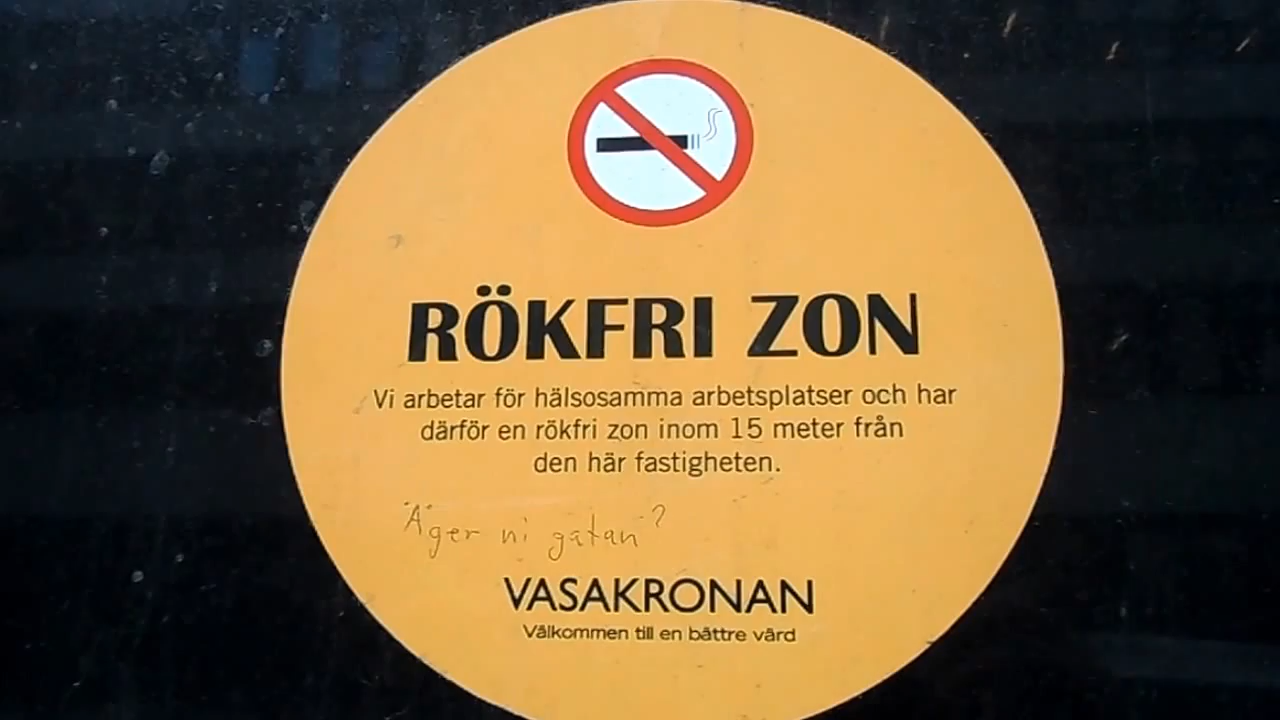 RÖKFRI ZON
Vi arbetar för hälsosamma arbetsplatser och har
därför en rökfri zon inom 15 meter från
den här fastigheten.
"Äger ni gatan"?
VASAKRONAN
Välkommen till en bättre värd